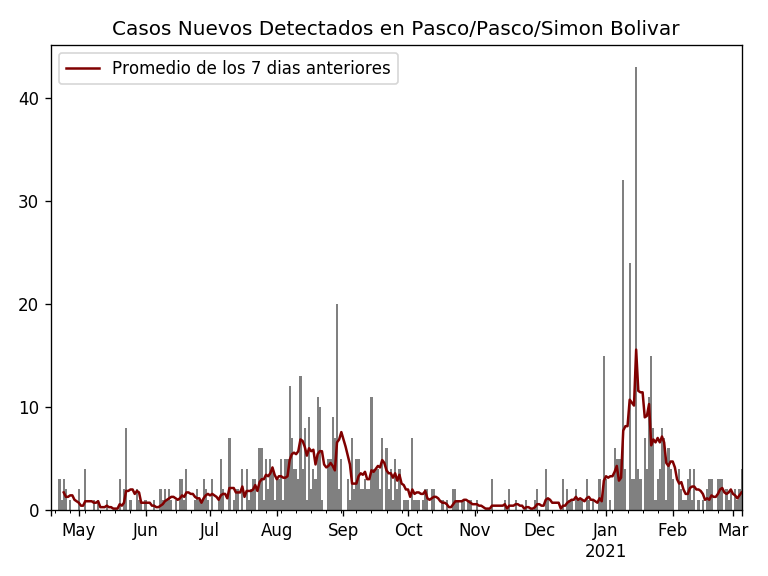 Casos Nuevos Detectados en Pasco/Pasco/Simon Bolivar
Promedio de los 7 dias anteriores
40
30
20
10
0
May Jun Jul Aug Sep Oct Nov Dec Jan Feb Mar
2021